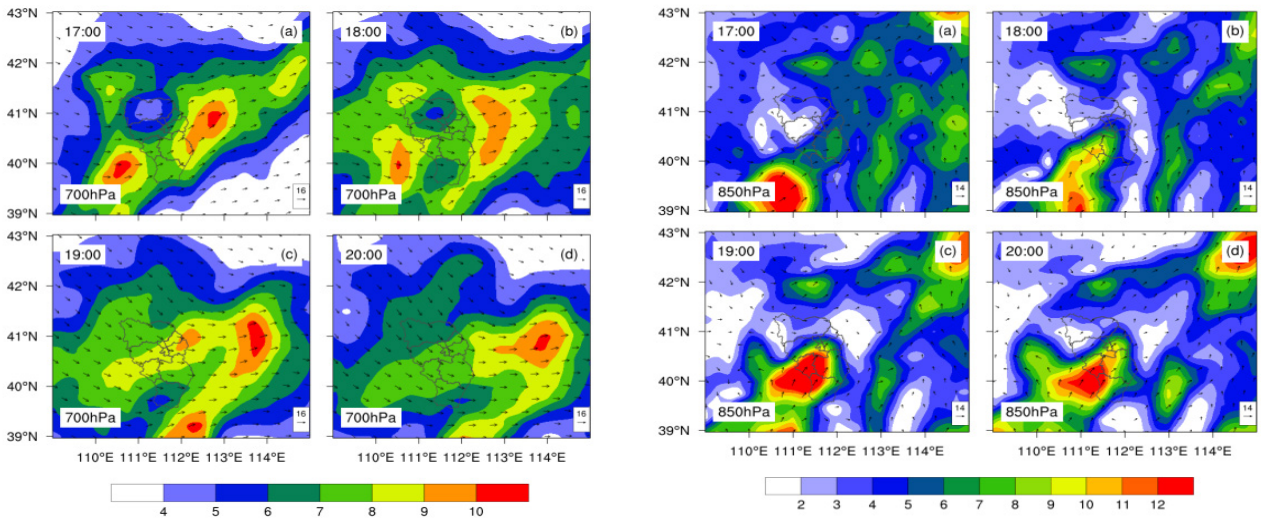 43°N 17:00 (a) 18:00 (b)
42°N
41°N
40°N
39°N 700hPa 16 700hPa 16
43°N 19:00 (c) 20:00 (d)
42°N
41°N
40°N
39°N 700hPa 16 700hPa 16
110°E 111°E 112°E 113°E 114°E 110°E 111°E 112°E 113°E 114°E
4 5 6 7 8 9 10
43°N 17:00 (a) 18:00 (b)
42°N
41°N
40°N
39°N 850hPa 14 850hPa 14
43°N 19:00 (c) 20:00 (d)
42°N
41°N
40°N
39°N 850hPa 14 850hPa 14
110°E 111°E 112°E 113°E 114°E 110°E 111°E 112°E 113°E 114°E
2 3 4 5 6 7 8 9 10 11 12